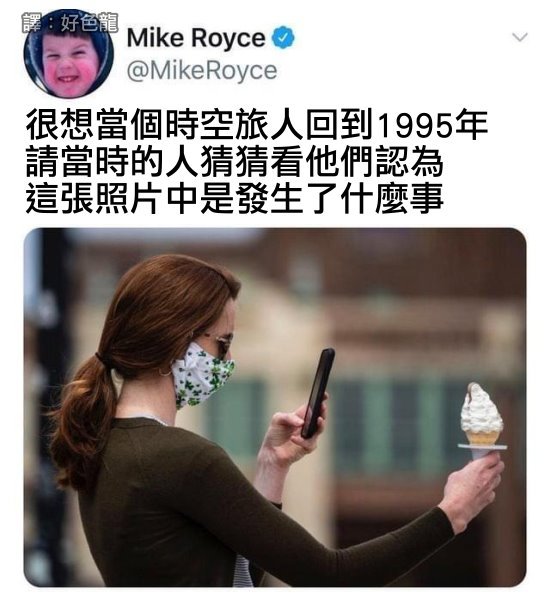 譯：好色龍
Mike Royce
@MikeRoyce
很想當個時空旅人回到1995年
請當時的人猜猜看他們認為
這張照片中是發生了什麼事